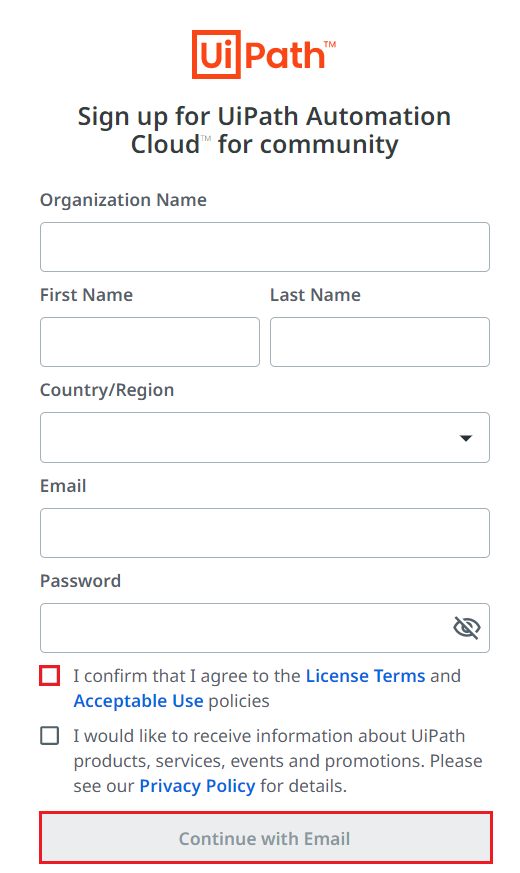 UiPath™
Sign up for UiPath Automation
Cloud™ for community
Organization Name
First Name
Last Name
Country/Region
Email
Password
I confirm that I agree to the License Terms and
Acceptable Use policies
I would like to receive information about UiPath
products, services, events and promotions. Please
see our Privacy Policy for details.
Continue with Email